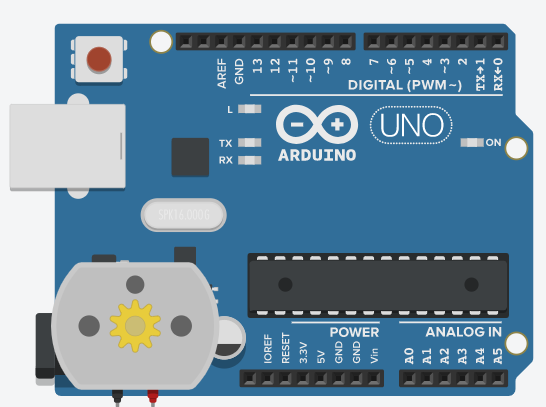 AREF
GND
13
12
~11
~10
~9
8
7
~6
~5
4
~3
2
TX→1
RX←0
DIGITAL (PWM~)
L
TX
RX
ARDUINO
UNO
ON
SPK16.000G
POWER
ANALOG IN
IOREF
RESET
3.3V
5V
GND
GND
Vin
A0
A1
A2
A3
A4
A5